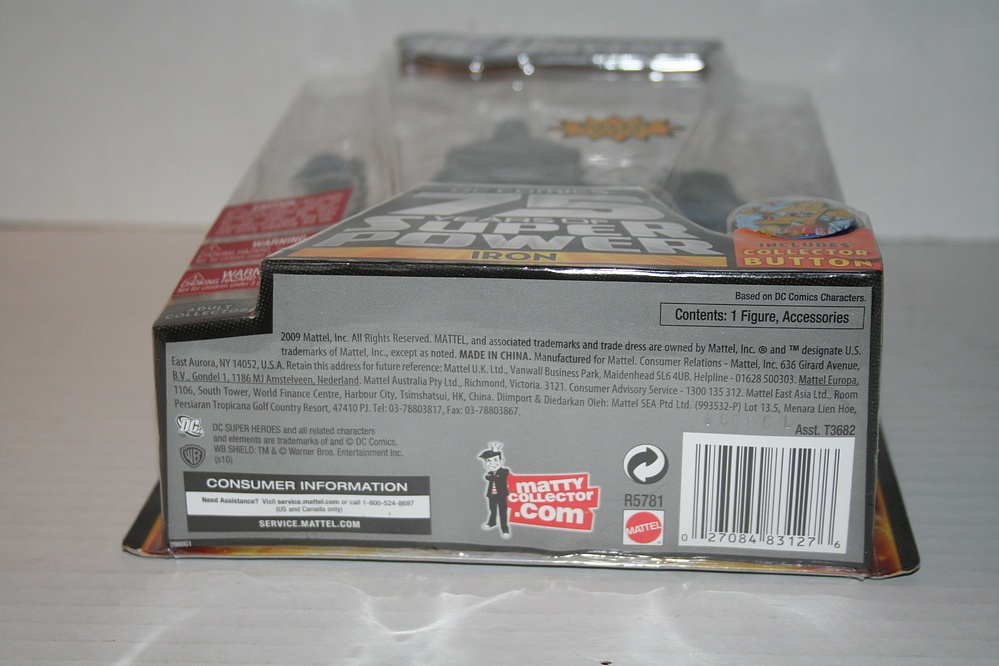 DC COMICS
75
YEARS OF
SUPER
POWER
IRON
INCLUDES
COLLECTOR
BUTTON
WARNING
CHOKING HAZARD
ADULT
COLLECTOR
Based on DC Comics Characters.
Contents: 1 Figure, Accessories
2009 Mattel, Inc. All Rights Reserved. MATTEL, and associated trademarks and trade dress are owned by Mattel, Inc. ® and ™ designate U.S.
trademarks of Mattel, Inc., except as noted. MADE IN CHINA. Manufactured for Mattel. Consumer Relations - Mattel, Inc. 636 Girard Avenue,
East Aurora, NY 14052, U.S.A. Retain this address for future reference: Mattel U.K. Ltd., Vanwall Business Park, Maidenhead SL6 4UB. Helpline - 01628 500303. Mattel Europa,
B.V., Gondel 1, 1186 MJ Amstelveen, Nederland. Mattel Australia Pty Ltd., Richmond, Victoria. 3121. Consumer Advisory Service - 1300 135 312. Mattel East Asia Ltd., Room
1106, South Tower, World Finance Centre, Harbour City, Tsimshatsui, HK, China. Diimport & Diedarkan Oleh: Mattel SEA Ptd Ltd. (993532-P) Lot 13.5, Menara Lien Hoe,
Persiaran Tropicana Golf Country Resort, 47410 PJ. Tel: 03-78803817, Fax: 03-78803867.
Asst. T3682
DC
DC SUPER HEROES and all related characters
and elements are trademarks of and © DC Comics.
WB SHIELD: TM & © Warner Bros. Entertainment Inc.
(s10)
WB
CONSUMER INFORMATION
Need Assistance? Visit service.mattel.com or call 1-800-524-8697
(US and Canada only)
SERVICE.MATTEL.COM
maTTY
COLLECTOR
.com
R5781
MATTEL
0 27084 83127 6